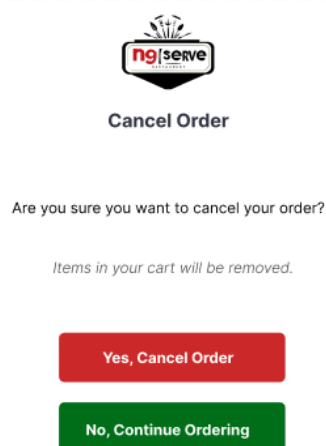 ng[serve
RESTAURANT
Cancel Order
Are you sure you want to cancel your order?
Items in your cart will be removed.
Yes, Cancel Order
No, Continue Ordering